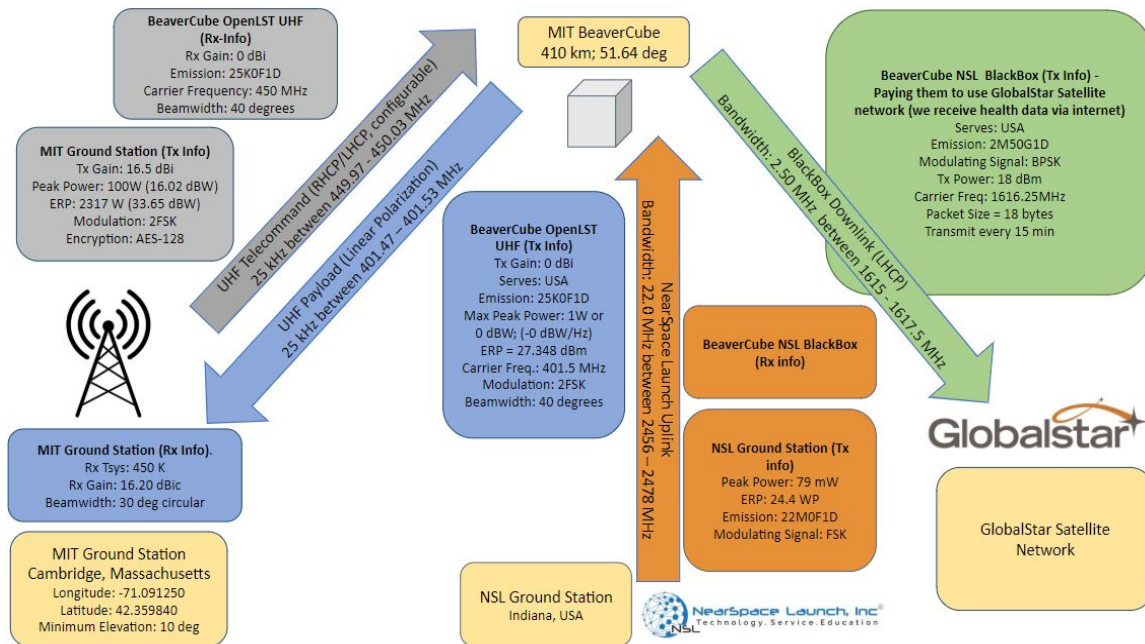 BeaverCube OpenLST UHF
(Rx-Info)
Rx Gain: 0 dBi
Emission: 25K0F1D
Carrier Frequency: 450 MHz
Beamwidth: 40 degrees
MIT Ground Station (Tx Info)
Tx Gain: 16.5 dBi
Peak Power: 100W (16.02 dBW)
ERP: 2317 W (33.65 dBW)
Modulation: 2FSK
Encryption: AES-128
UHF Telecommand (RHCP/LHCP, configurable)
25 kHz between 449.97 - 450.03 MHz
UHF Payload (Linear Polarization)
25 kHz between 401.47 – 401.53 MHz
MIT Ground Station (Rx Info).
Rx Tsys: 450 K
Rx Gain: 16.20 dBic
Beamwidth: 30 deg circular
MIT Ground Station
Cambridge, Massachusetts
Longitude: -71.091250
Latitude: 42.359840
Minimum Elevation: 10 deg
MIT BeaverCube
410 km; 51.64 deg
BeaverCube OpenLST
UHF (Tx Info)
Tx Gain: 0 dBi
Serves: USA
Emission: 25K0F1D
Max Peak Power: 1W or
0 dBW; (-0 dBW/Hz)
ERP = 27.348 dBm
Carrier Freq.: 401.5 MHz
Modulation: 2FSK
Beamwidth: 40 degrees
NearSpace Launch Uplink
Bandwidth: 22.0 MHz between 2456 – 2478 MHz
NSL Ground Station
Indiana, USA
NSL
NearSpace Launch, Inc®
Technology.Service.Education
BeaverCube NSL BlackBox
(Rx info)
NSL Ground Station (Tx
info)
Peak Power: 79 mW
ERP: 24.4 WP
Emission: 22M0F1D
Modulating Signal: FSK
BlackBox Downlink (LHCP)
Bandwidth: 2.50 MHz between 1615 - 1617.5 MHz
BeaverCube NSL BlackBox (Tx Info) -
Paying them to use GlobalStar Satellite
network (we receive health data via internet)
Serves: USA
Emission: 2M50G1D
Modulating Signal: BPSK
Tx Power: 18 dBm
Carrier Freq: 1616.25MHz
Packet Size = 18 bytes
Transmit every 15 min
Globalstar
GlobalStar Satellite
Network